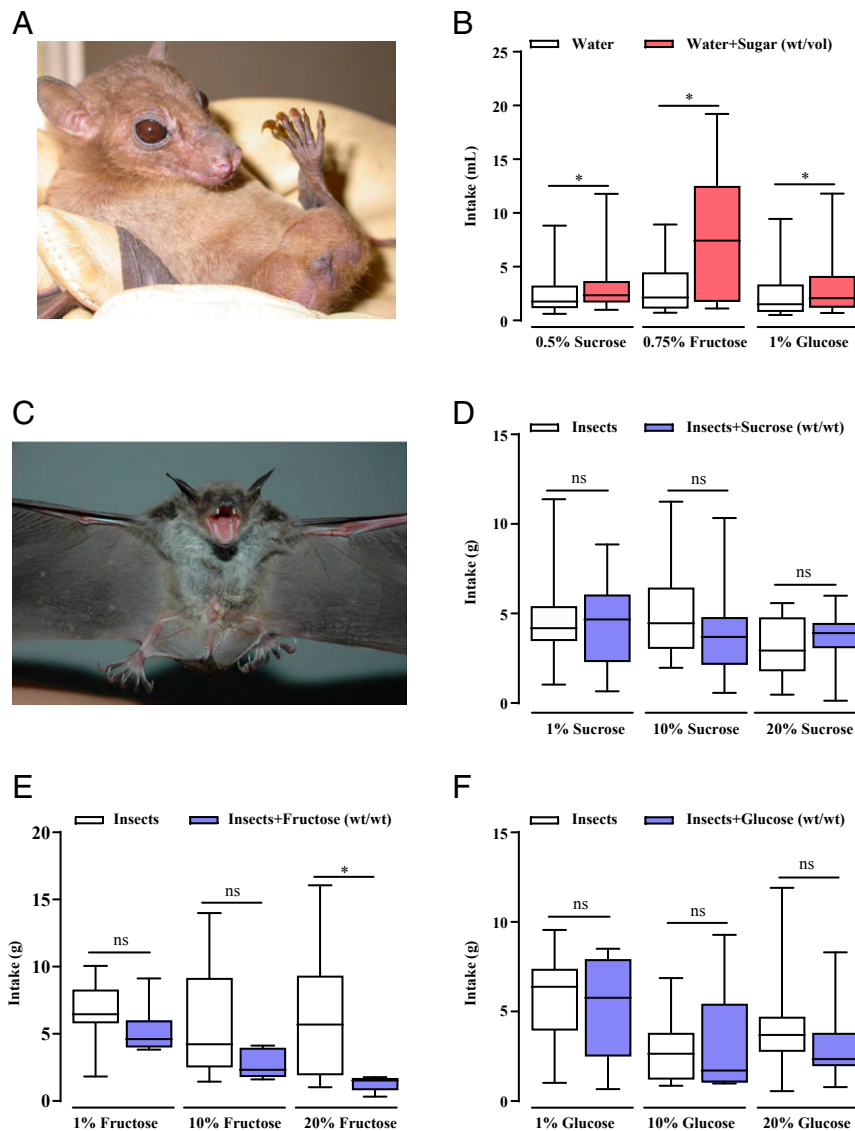 A
B
Water Water+Sugar (wt/vol)
25
20
15
10
5
0
Intake (mL)
*
*
*
0.5% Sucrose 0.75% Fructose 1% Glucose
C
D
Insects Insects+Sucrose (wt/wt)
15
10
5
0
Intake (g)
ns
ns
ns
1% Sucrose 10% Sucrose 20% Sucrose
E
Insects Insects+Fructose (wt/wt)
20
15
10
5
0
Intake (g)
ns
ns
*
1% Fructose 10% Fructose 20% Fructose
F
Insects Insects+Glucose (wt/wt)
15
10
5
0
Intake (g)
ns
ns
ns
1% Glucose 10% Glucose 20% Glucose